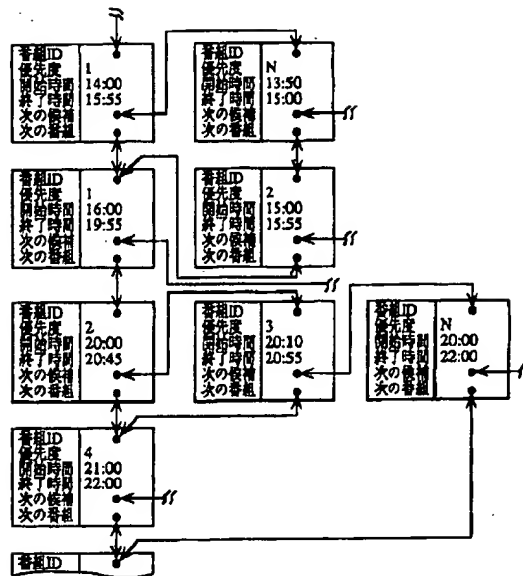 番組ID
優先度 1
開始時間 14:00
終了時間 15:55
次の候補
次の番組
番組ID
優先度 N
開始時間 13:50
終了時間 15:00
次の候補
次の番組
番組ID
優先度 1
開始時間 16:00
終了時間 19:55
次の候補
次の番組
番組ID
優先度 2
開始時間 15:00
終了時間 15:55
次の候補
次の番組
番組ID
優先度 2
開始時間 20:00
終了時間 20:45
次の候補
次の番組
番組ID
優先度 3
開始時間 20:10
終了時間 20:55
次の候補
次の番組
番組ID
優先度 N
開始時間 20:00
終了時間 22:00
次の候補
次の番組
番組ID
優先度 4
開始時間 21:00
終了時間 22:00
次の候補
次の番組
番組ID